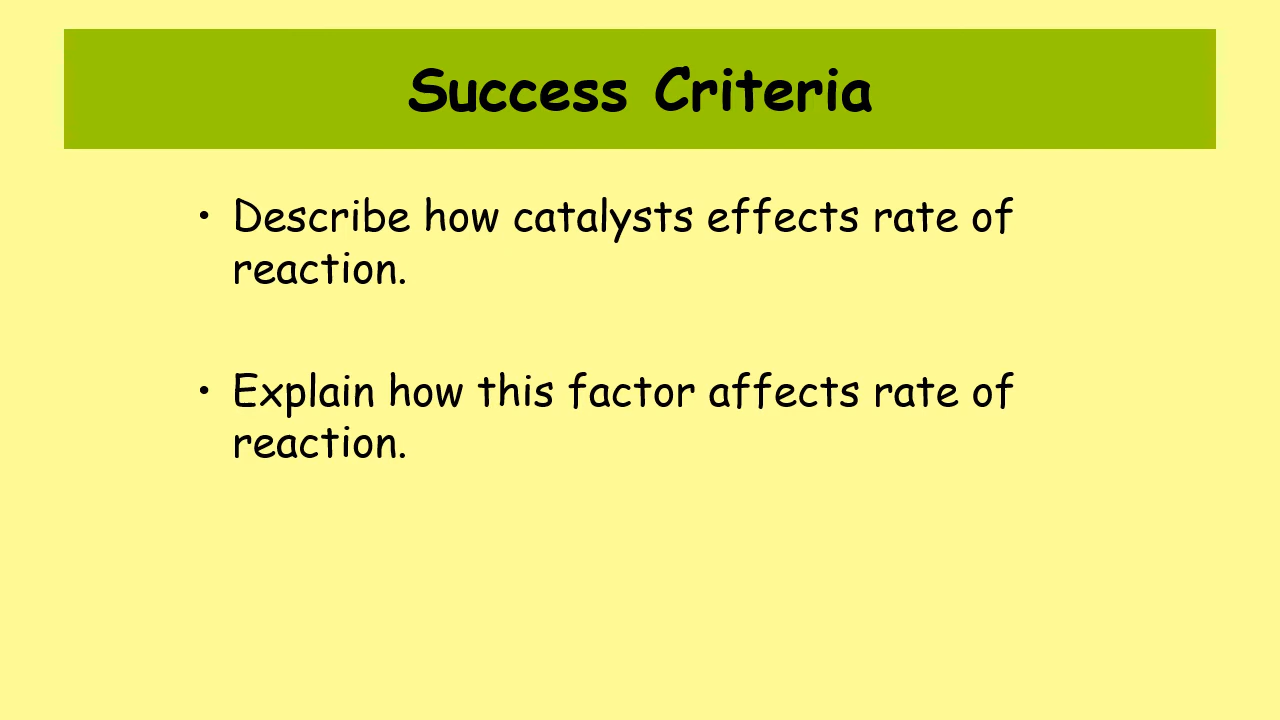 Success Criteria
• Describe how catalysts effects rate of
reaction.
• Explain how this factor affects rate of
reaction.